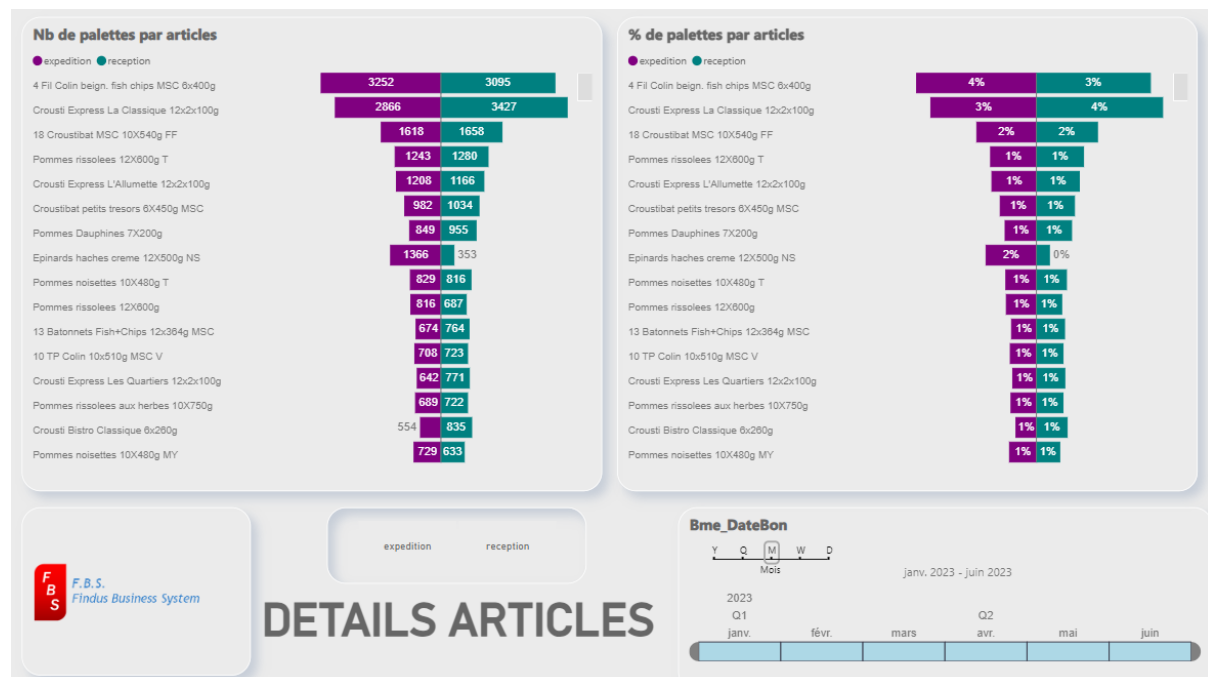 Nb de palettes par articles
expedition reception
4 Fil Colin beign. fish chips MSC 6x400g 3252 3095
Crousti Express La Classique 12x2x100g 2866 3427
18 Croustibat MSC 10X540g FF 1618 1658
Pommes rissolees 12X600g T 1243 1280
Crousti Express L'Allumette 12x2x100g 1208 1166
Croustibat petits tresors 6X450g MSC 982 1034
Pommes Dauphines 7X200g 849 955
Epinards haches creme 12X500g NS 1366 353
Pommes noisettes 10X480g T 829 816
Pommes rissolees 12X600g 816 687
13 Batonnets Fish+Chips 12x364g MSC 674 764
10 TP Colin 10x510g MSC V 708 723
Crousti Express Les Quartiers 12x2x100g 642 771
Pommes rissolees aux herbes 10X750g 689 722
Crousti Bistro Classique 6x260g 554 835
Pommes noisettes 10X480g MY 729 633
% de palettes par articles
expedition reception
4 Fil Colin beign. fish chips MSC 6x400g 4% 3%
Crousti Express La Classique 12x2x100g 3% 4%
18 Croustibat MSC 10X540g FF 2% 2%
Pommes rissolees 12X600g T 1% 1%
Crousti Express L'Allumette 12x2x100g 1% 1%
Croustibat petits tresors 6X450g MSC 1% 1%
Pommes Dauphines 7X200g 1% 1%
Epinards haches creme 12X500g NS 2% 0%
Pommes noisettes 10X480g T 1% 1%
Pommes rissolees 12X600g 1% 1%
13 Batonnets Fish+Chips 12x364g MSC 1% 1%
10 TP Colin 10x510g MSC V 1% 1%
Crousti Express Les Quartiers 12x2x100g 1% 1%
Pommes rissolees aux herbes 10X750g 1% 1%
Crousti Bistro Classique 6x260g 1% 1%
Pommes noisettes 10X480g MY 1% 1%
FBS
F.B.S.
Findus Business System
expedition reception
DETAILS ARTICLES
Bme_DateBon
Y Q M W D
Mois
janv. 2023 - juin 2023
2023
Q1 Q2
janv. févr. mars avr. mai juin